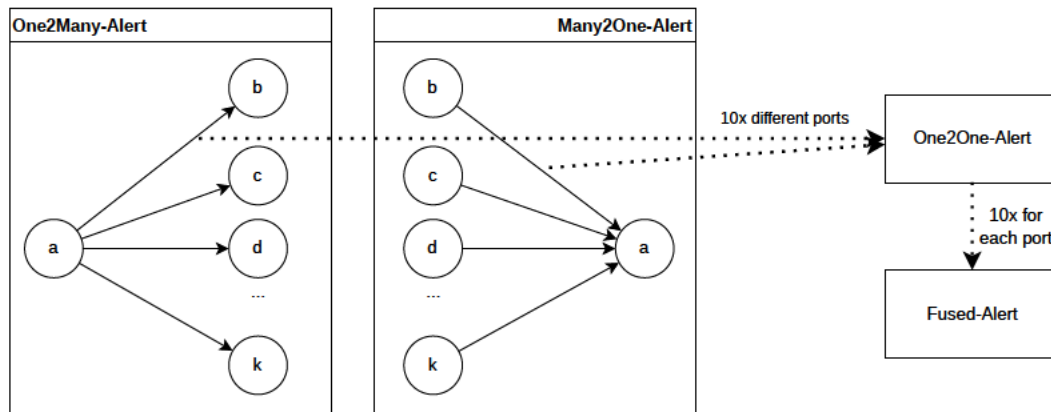 One2Many-Alert
a
b
c
d
...
k
Many2One-Alert
b
c
d
...
k
a
10x different ports
One2One-Alert
10x for
each port
Fused-Alert